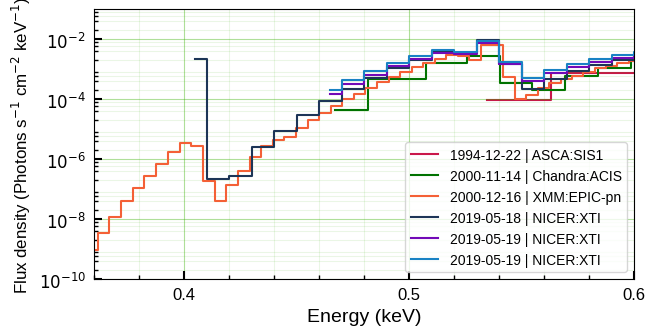 Flux density (Photons s⁻¹ cm⁻² keV⁻¹)
10⁻²
10⁻⁴
10⁻⁶
10⁻⁸
10⁻¹⁰
1994-12-22 | ASCA:SIS1
2000-11-14 | Chandra:ACIS
2000-12-16 | XMM:EPIC-pn
2019-05-18 | NICER:XTI
2019-05-19 | NICER:XTI
2019-05-19 | NICER:XTI
0.4 0.5 0.6
Energy (keV)